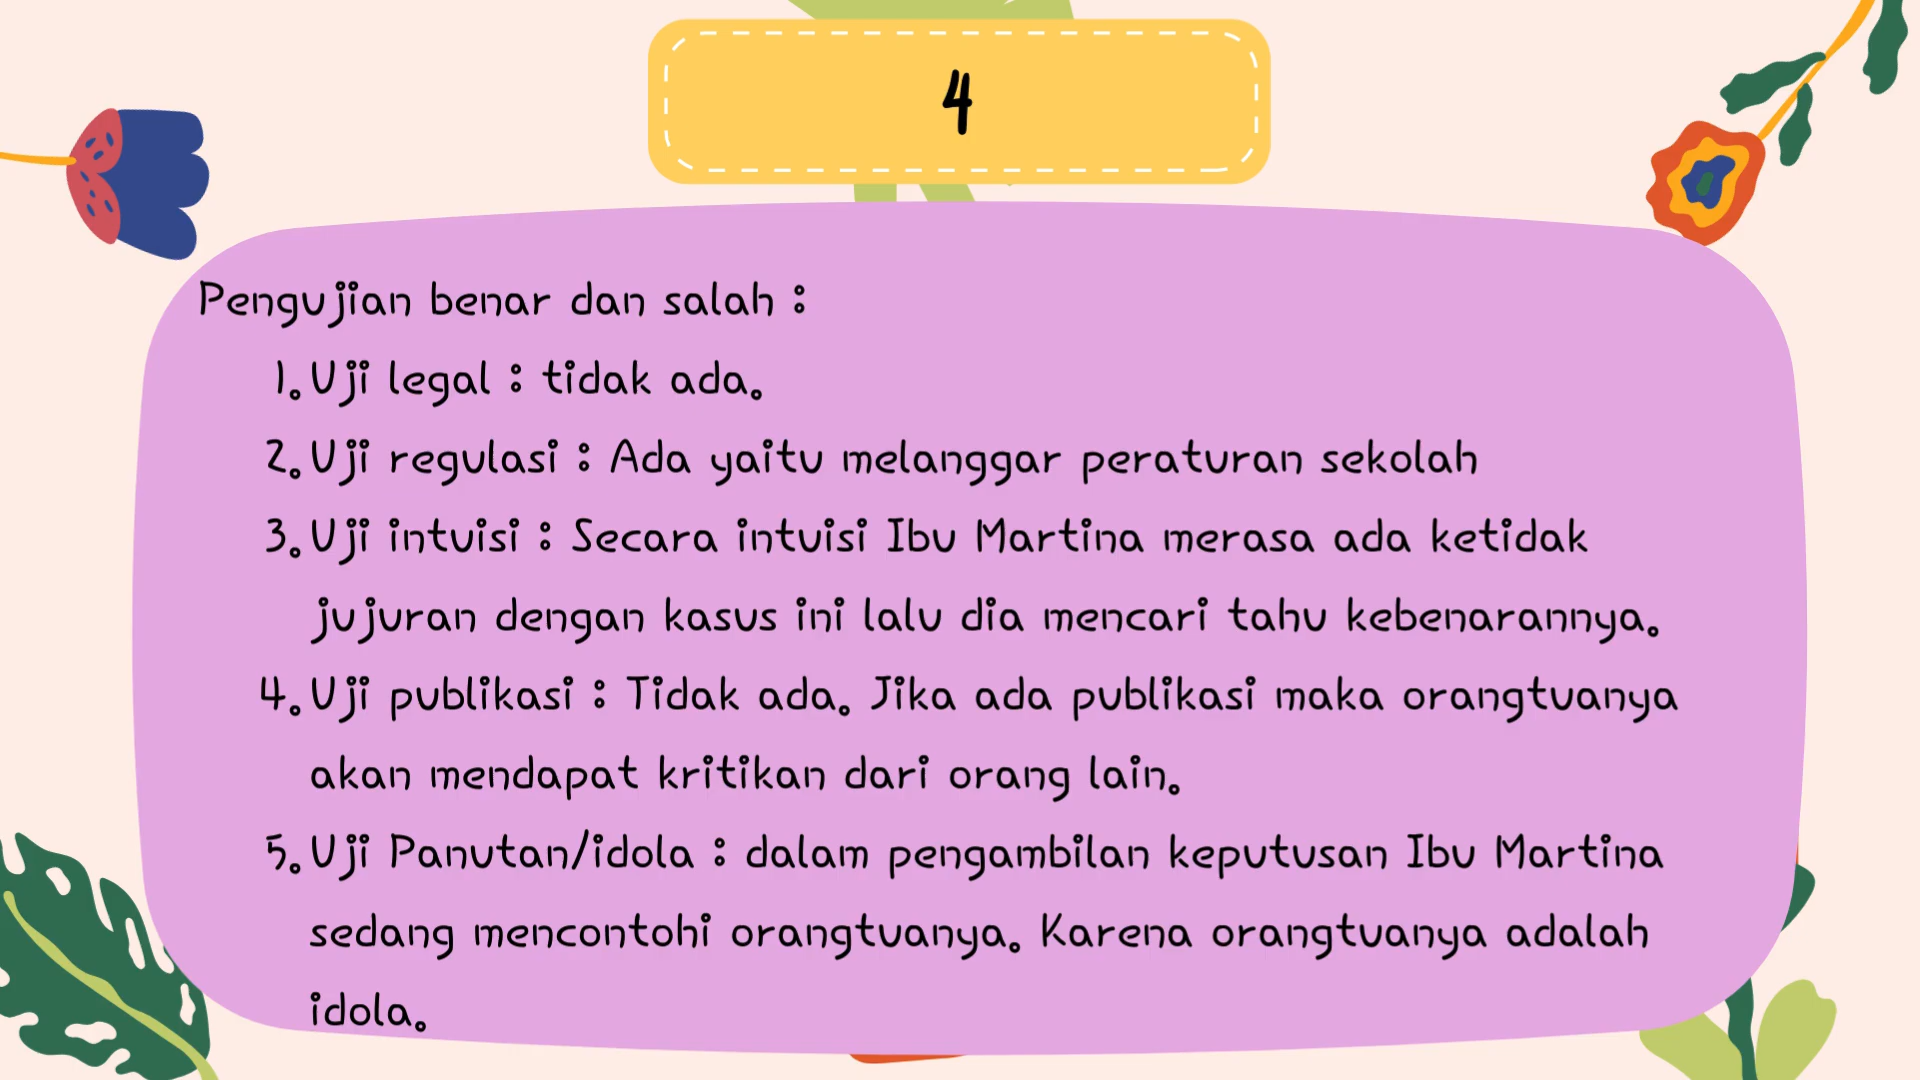 4
Pengujian benar dan salah :
1. Uji legal : tidak ada.
2. Uji regulasi : Ada yaitu melanggar peraturan sekolah
3. Uji intuisi : Secara intuisi Ibu Martina merasa ada ketidak
jujuran dengan kasus ini lalu dia mencari tahu kebenarannya.
4. Uji publikasi : Tidak ada. Jika ada publikasi maka orangtuanya
akan mendapat kritikan dari orang lain.
5. Uji Panutan/idola : dalam pengambilan keputusan Ibu Martina
sedang mencontohi orangtuanya. Karena orangtuanya adalah
idola.